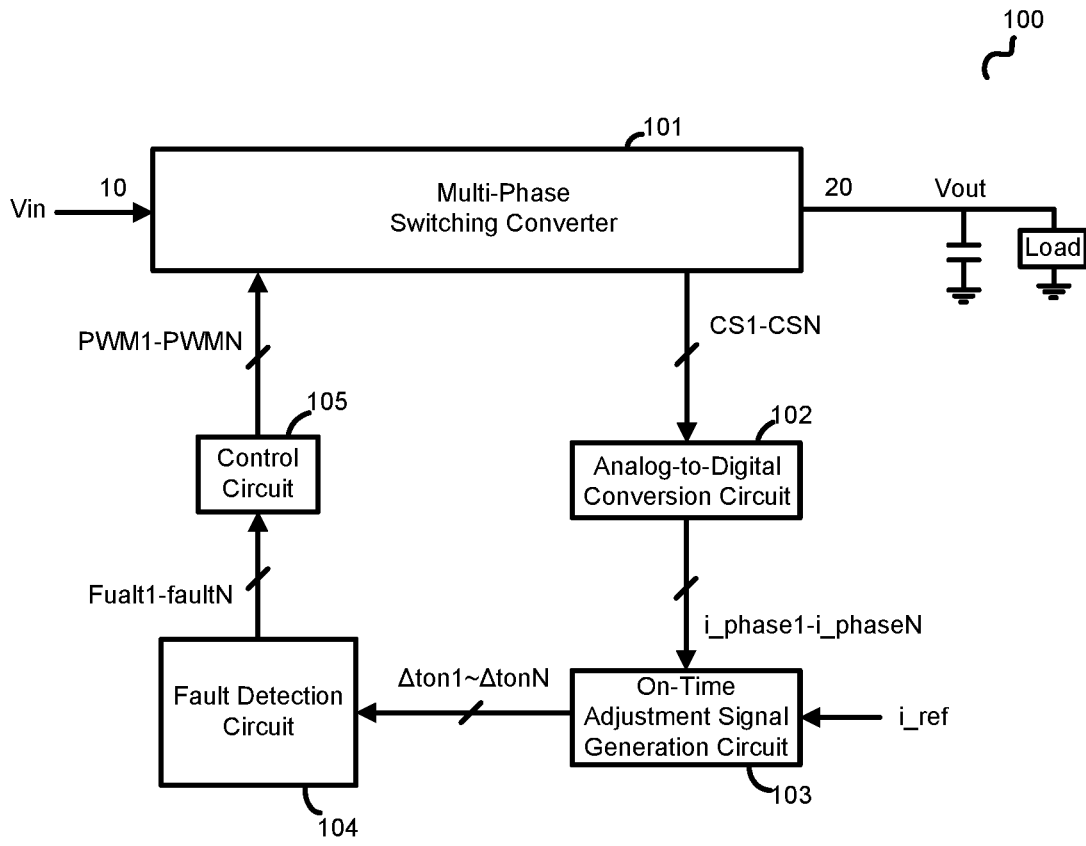 100
101
Vin
10
Multi-Phase
Switching Converter
20
Vout
Load
PWM1-PWMN
CS1-CSN
105
102
Control
Circuit
Analog-to-Digital
Conversion Circuit
Fualt1-faultN
i_phase1-i_phaseN
Fault Detection
Circuit
Δton1~ΔtonN
On-Time
Adjustment Signal
Generation Circuit
i_ref
103
104